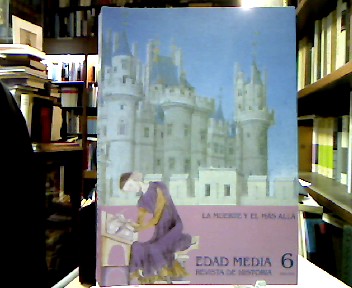 LA MUERTE Y EL MÁS ALLÁ
EDAD MEDIA 6
REVISTA DE HISTORIA